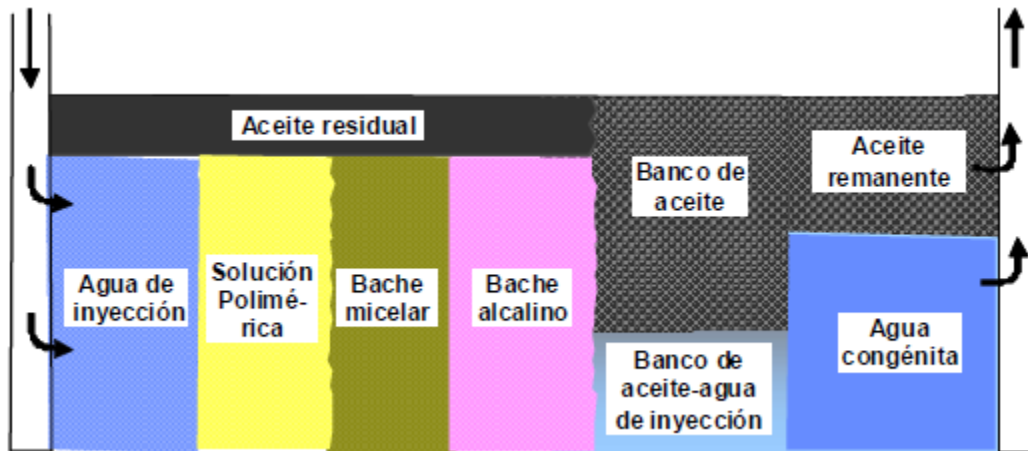 Aceite residual
Agua de
inyección
Solución
Polimé-
rica
Bache
micelar
Bache
alcalino
Banco de
aceite
Banco de
aceite-agua
de inyección
Aceite
remanente
Agua
congénita